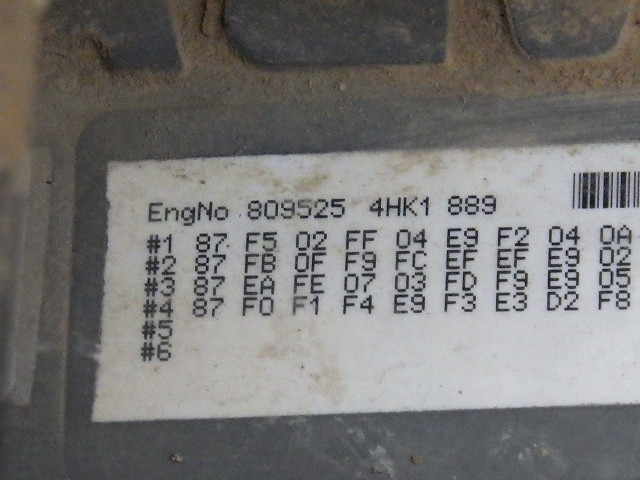 EngNo 809525 4HK1 889
#1 87 F5 02 FF 04 E9 F2 04 0A
#2 87 FB 0F F9 FC EF EF E9 02
#3 87 EA FE 07 03 FD F9 E9 05
#4 87 F0 F1 F4 E9 F3 E3 D2 F8
#5
#6